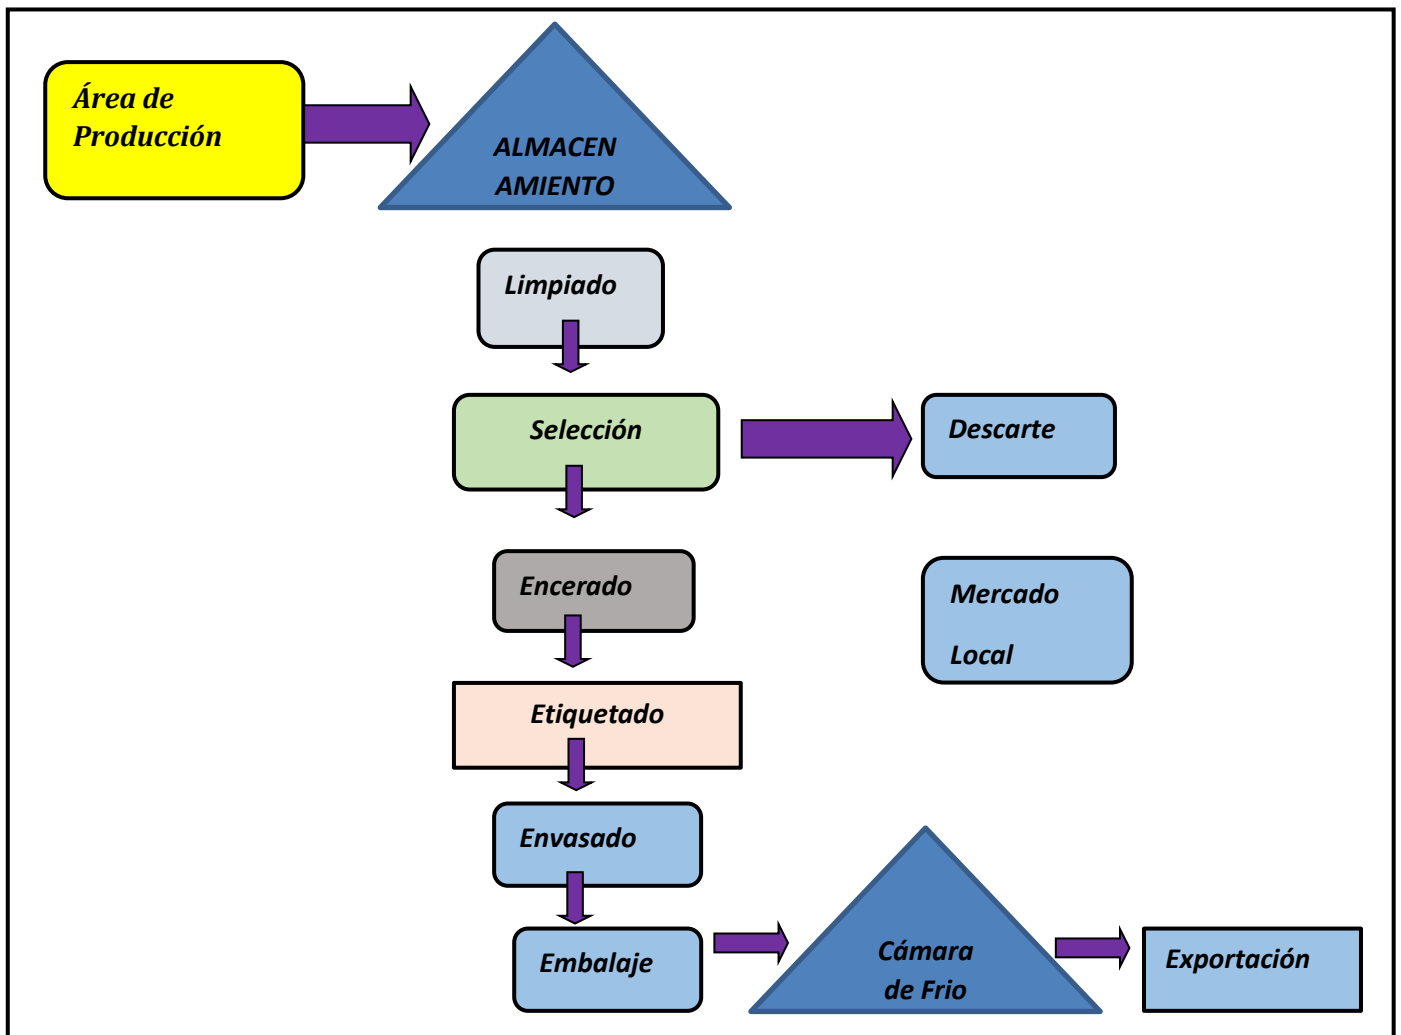 Área de
Producción
ALMACEN
AMIENTO
Limpiado
Selección
Descarte
Encerado
Mercado
Local
Etiquetado
Envasado
Embalaje
Cámara
de Frio
Exportación